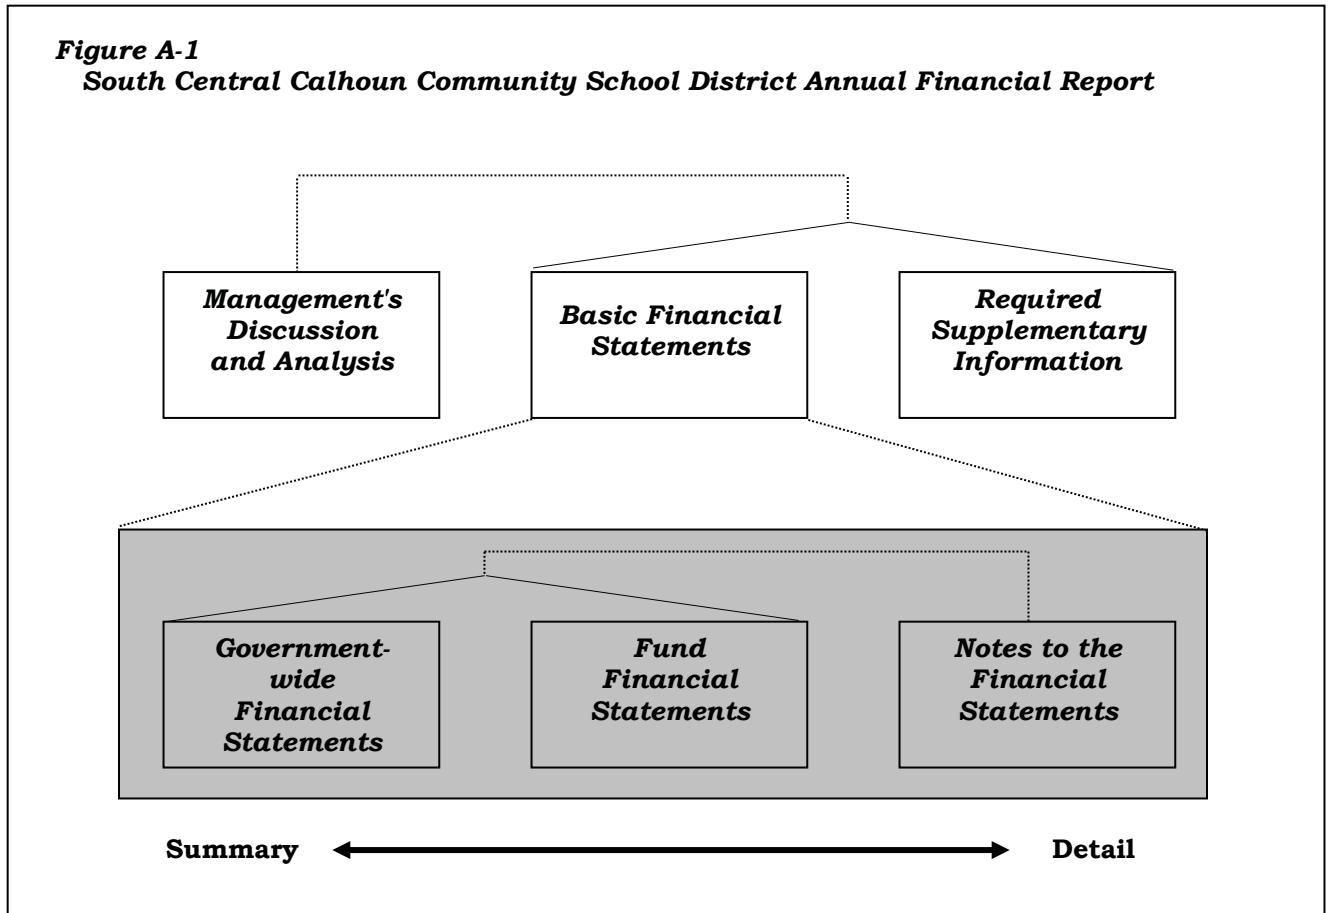 Figure A-1
South Central Calhoun Community School District Annual Financial Report
Management's
Discussion
and Analysis
Basic Financial
Statements
Required
Supplementary
Information
Government-
wide
Financial
Statements
Fund
Financial
Statements
Notes to the
Financial
Statements
Summary
Detail